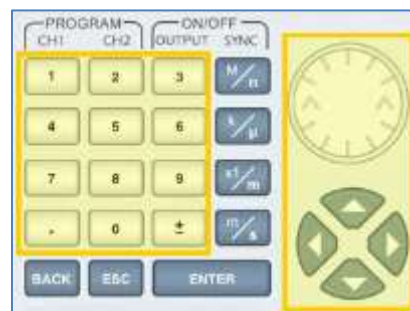 PROGRAM ON/OFF
CH1 CH2 OUTPUT SYNC
1 2 3 M/n
4 5 6 k/µ
7 8 9 x1/m
. 0 ± m/s
BACK ESC ENTER